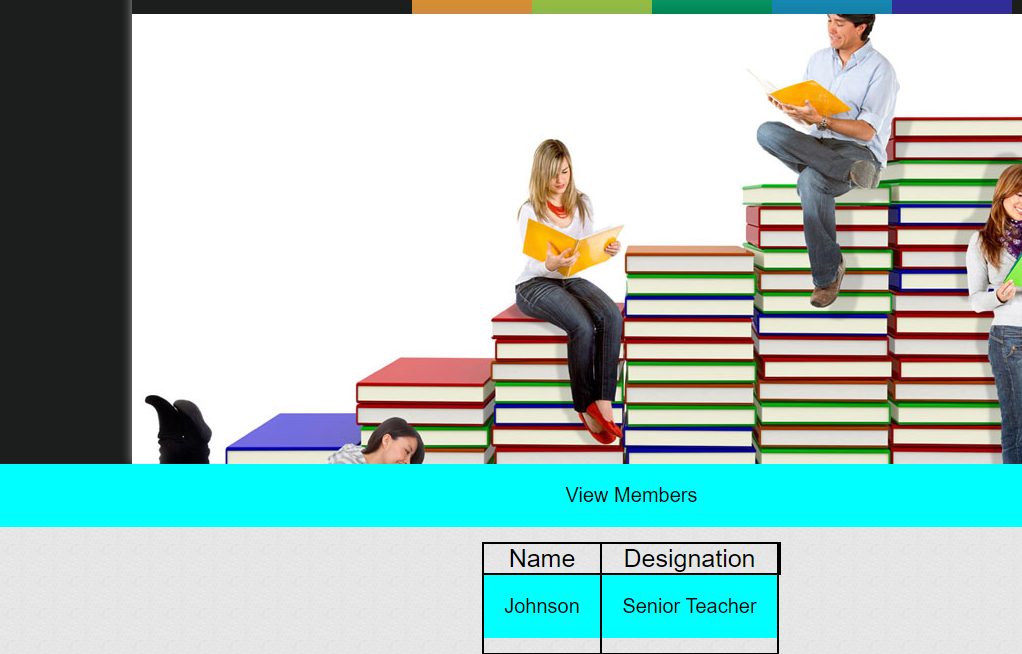 View Members
Name Designation
Johnson Senior Teacher